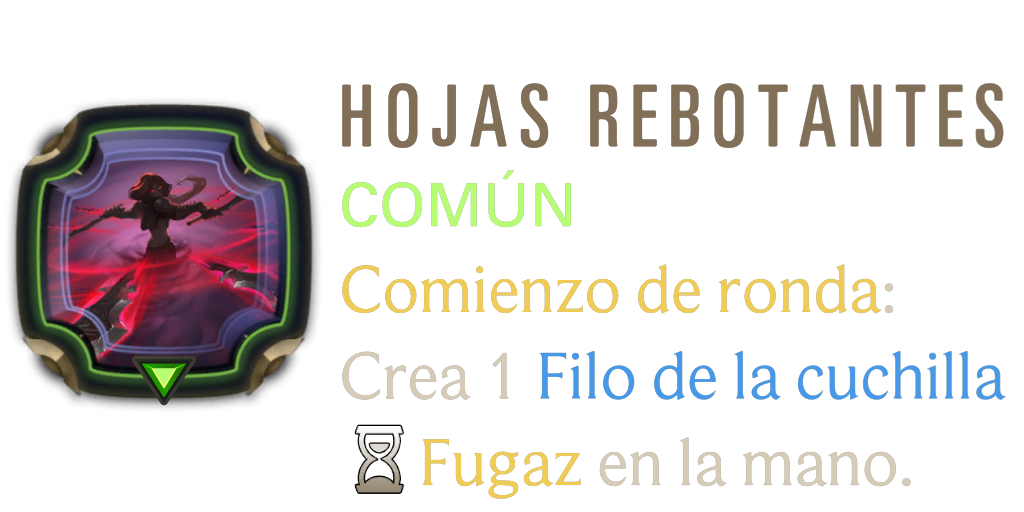 HOJAS REBOTANTES
COMÚN
Comienzo de ronda:
Crea 1 Filo de la cuchilla
Fugaz en la mano.